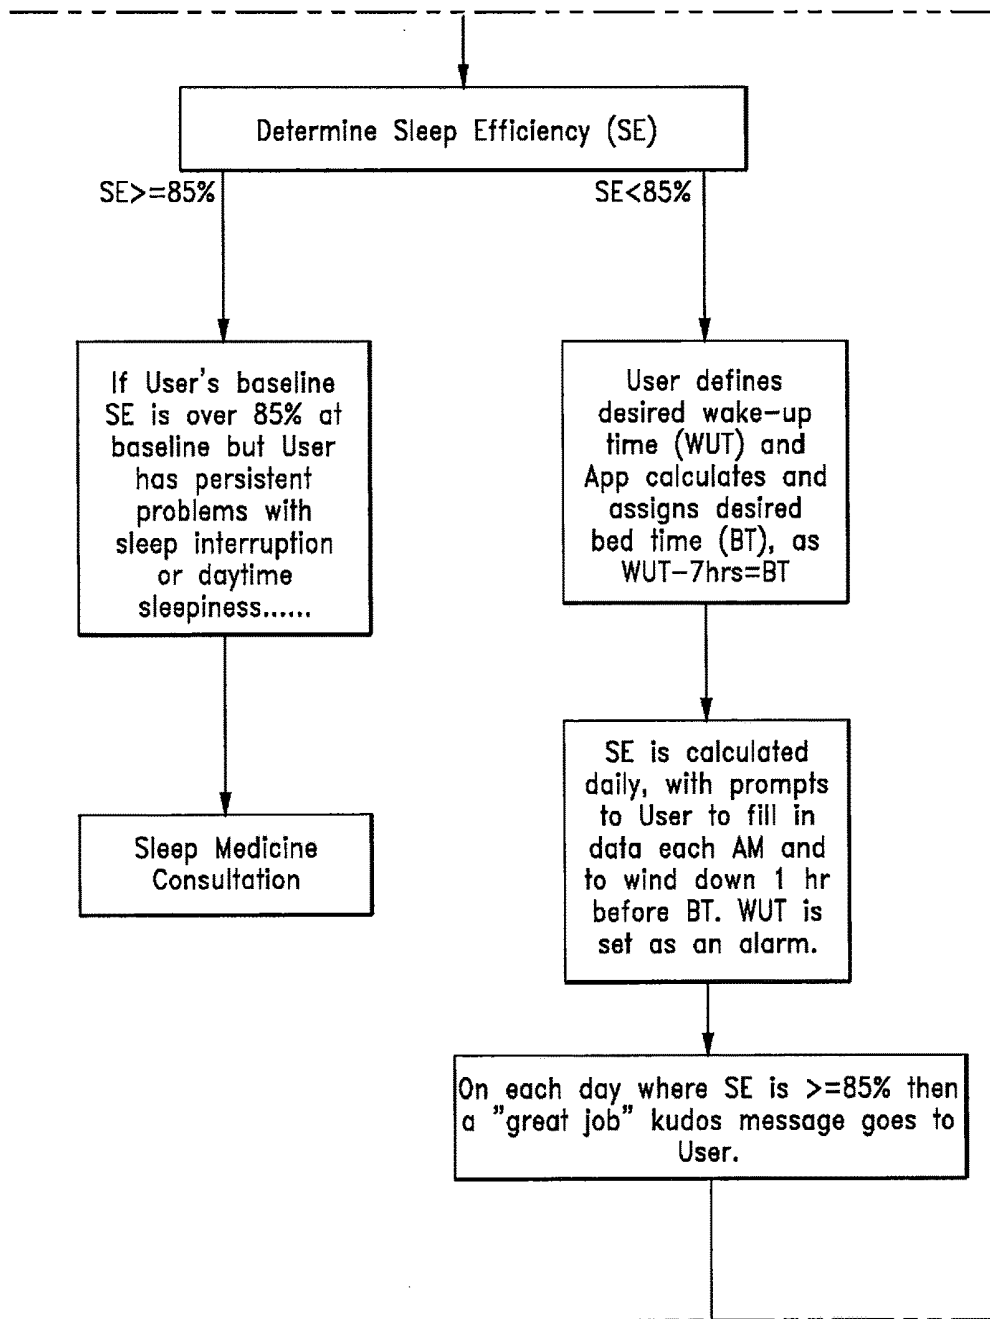 Determine Sleep Efficiency (SE)
SE>=85%
SE<85%
If User's baseline
SE is over 85% at
baseline but User
has persistent
problems with
sleep interruption
or daytime
sleepiness......
User defines
desired wake-up
time (WUT) and
App calculates and
assigns desired
bed time (BT), as
WUT-7hrs=BT
Sleep Medicine
Consultation
SE is calculated
daily, with prompts
to User to fill in
data each AM and
to wind down 1 hr
before BT. WUT is
set as an alarm.
On each day where SE is >=85% then
a "great job" kudos message goes to
User.